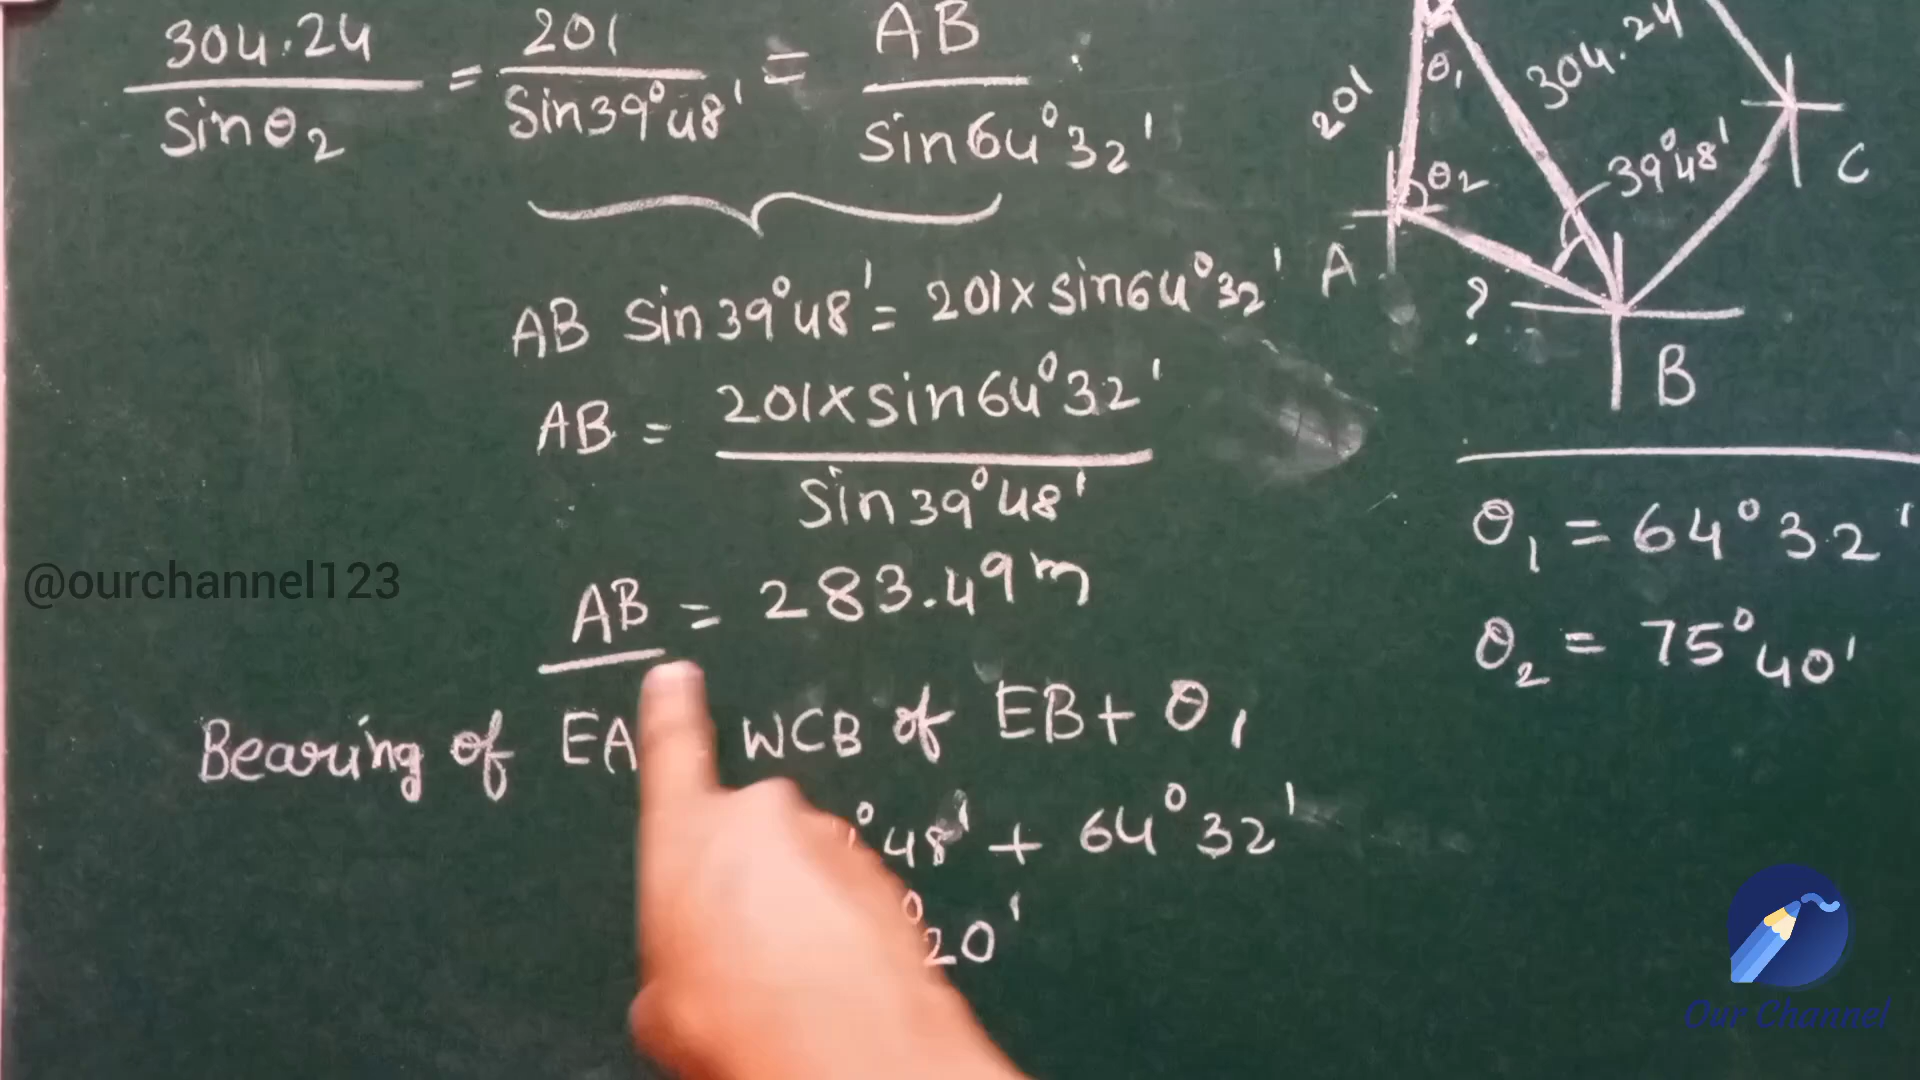 304.24 / Sinθ2 = 201 / Sin39°48' = AB / Sin64°32'
AB Sin39°48' = 201×Sin64°32'
AB = 201×Sin64°32' / Sin39°48'
AB = 283.49m
Bearing of EA WCB of EB + θ1
°48' + 64°32'
°20'
201
θ1
304.24
θ2
39°48'
C
A
?
B
θ1 = 64°32'
θ2 = 75°40'
@ourchannel123
Our Channel